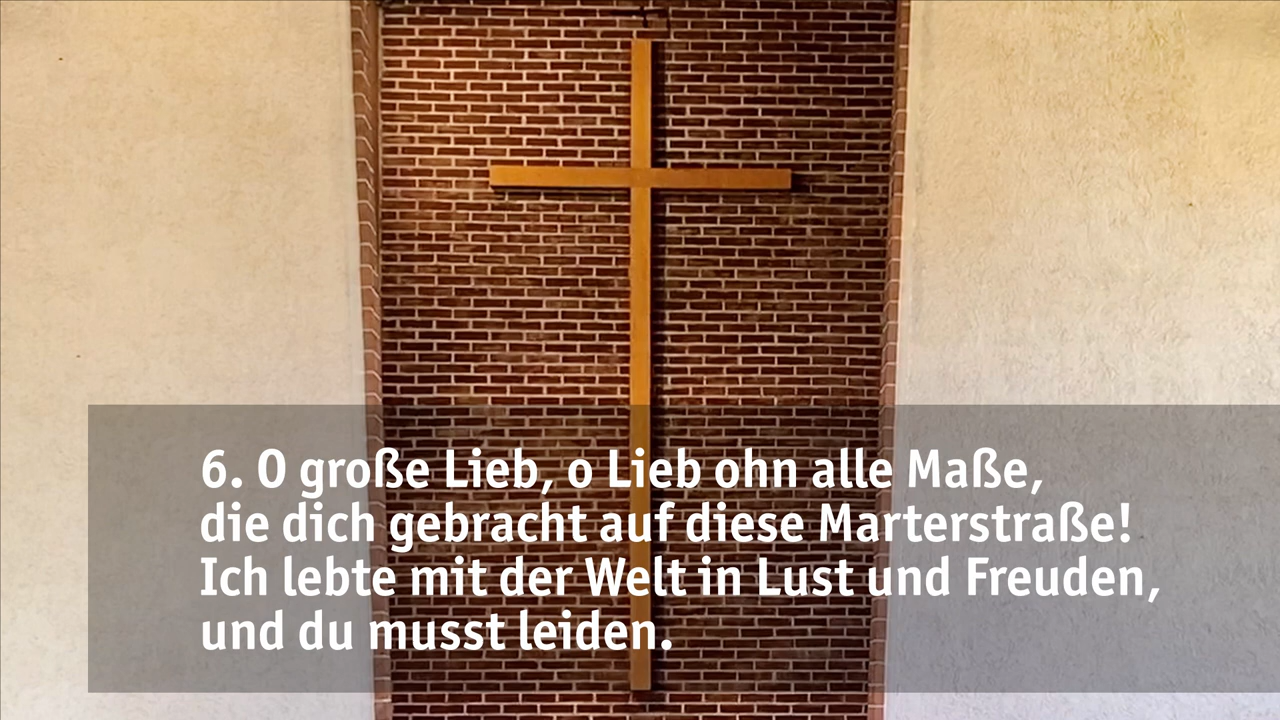 6. O große Lieb, o Lieb ohn alle Maße,
die dich gebracht auf diese Marterstraße!
Ich lebte mit der Welt in Lust und Freuden,
und du musst leiden.